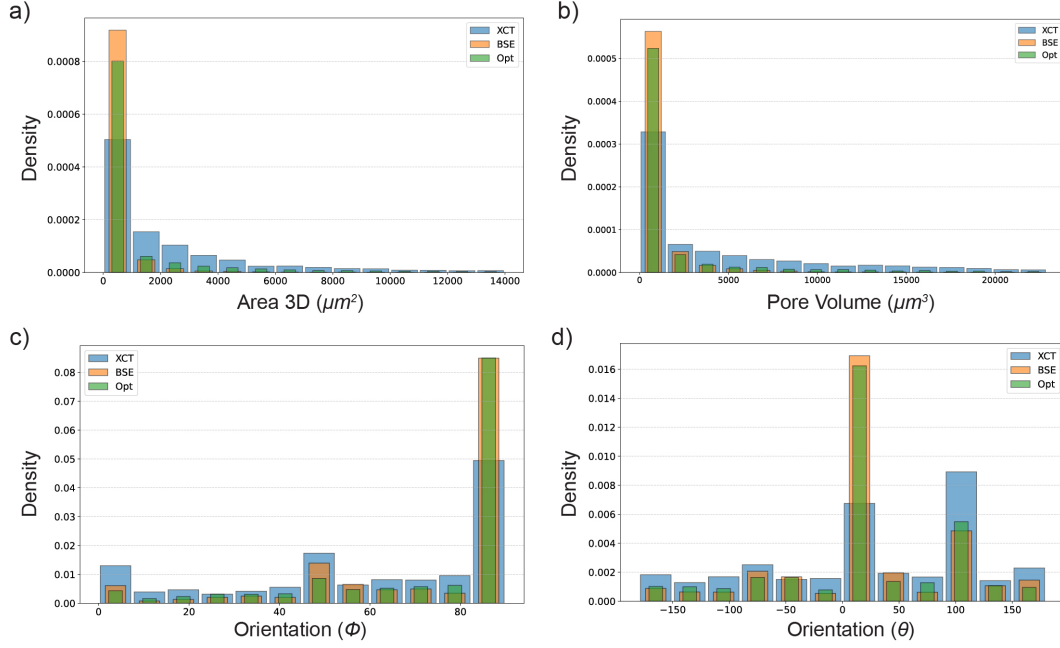 a)
XCT
BSE
Opt
Density
0.0008
0.0006
0.0004
0.0002
0.0000
0 2000 4000 6000 8000 10000 12000 14000
Area 3D (μm²)
b)
XCT
BSE
Opt
Density
0.0005
0.0004
0.0003
0.0002
0.0001
0.0000
0 5000 10000 15000 20000
Pore Volume (μm³)
c)
XCT
BSE
Opt
Density
0.08
0.07
0.06
0.05
0.04
0.03
0.02
0.01
0.00
0 20 40 60 80
Orientation (Φ)
d)
XCT
BSE
Opt
Density
0.016
0.014
0.012
0.010
0.008
0.006
0.004
0.002
0.000
−150 −100 −50 0 50 100 150
Orientation (θ)